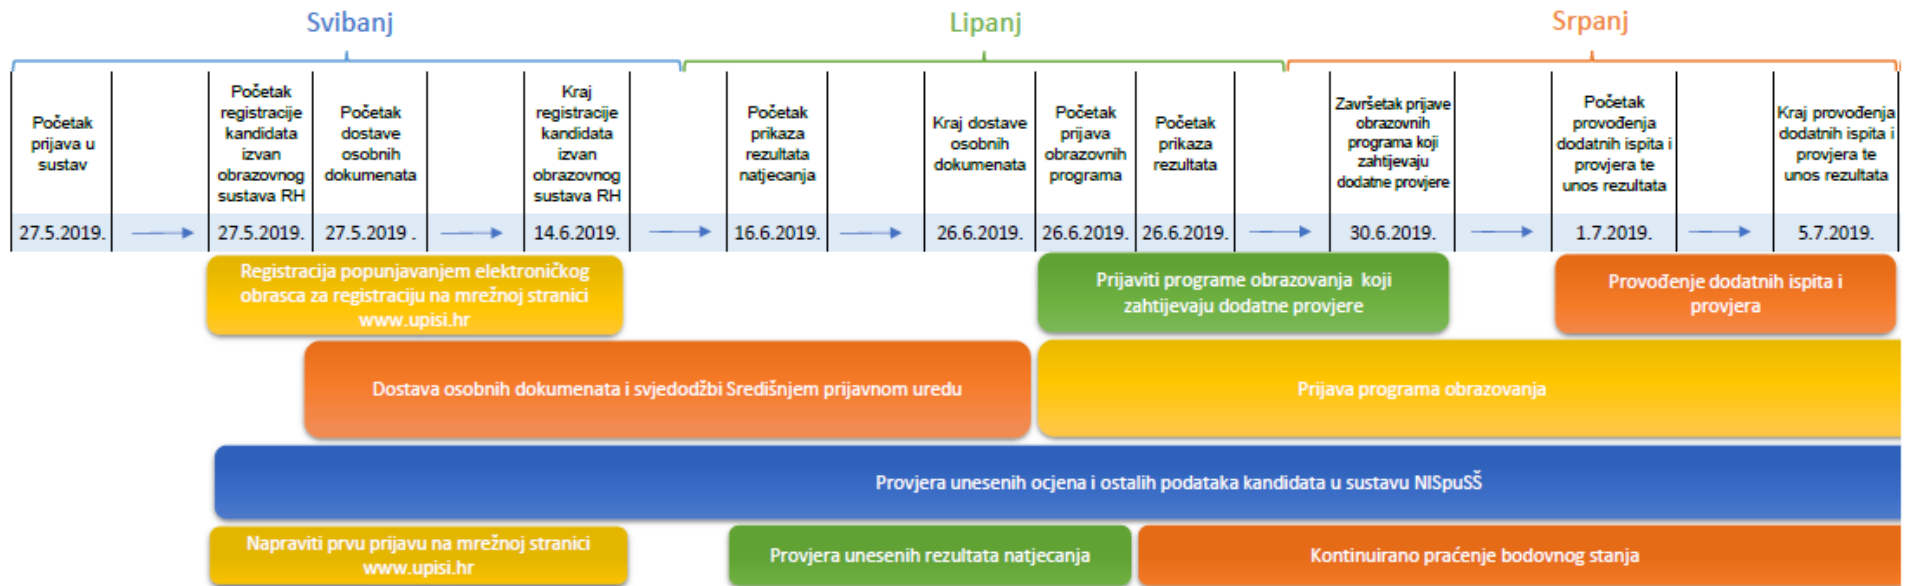 Svibanj
Lipanj
Srpanj
Početak
prijava u
sustav
Početak
registracije
kandidata
izvan
obrazovnog
sustava RH
Početak
dostave
osobnih
dokumenata
Kraj
registracije
kandidata
izvan
obrazovnog
sustava RH
Početak
prikaza
rezultata
natjecanja
Kraj dostave
osobnih
dokumenata
Početak
prijava
obrazovnih
programa
Početak
prikaza
rezultata
Završetak prijave
obrazovnih
programa koji
zahtijevaju
dodatne provjere
Početak
provođenja
dodatnih ispita i
provjera te
unos rezultata
Kraj provođenja
dodatnih ispita i
provjera te
unos rezultata
27.5.2019.
27.5.2019.
27.5.2019 .
14.6.2019.
16.6.2019.
26.6.2019.
26.6.2019.
26.6.2019.
30.6.2019.
1.7.2019.
5.7.2019.
Registracija popunjavanjem elektroničkog
obrasca za registraciju na mrežnoj stranici
www.upisi.hr
Prijaviti programe obrazovanja koji
zahtijevaju dodatne provjere
Provođenje dodatnih ispita i
provjera
Dostava osobnih dokumenata i svjedodžbi Središnjem prijavnom uredu
Prijava programa obrazovanja
Provjera unesenih ocjena i ostalih podataka kandidata u sustavu NISpuSŠ
Napraviti prvu prijavu na mrežnoj stranici
www.upisi.hr
Provjera unesenih rezultata natjecanja
Kontinuirano praćenje bodovnog stanja